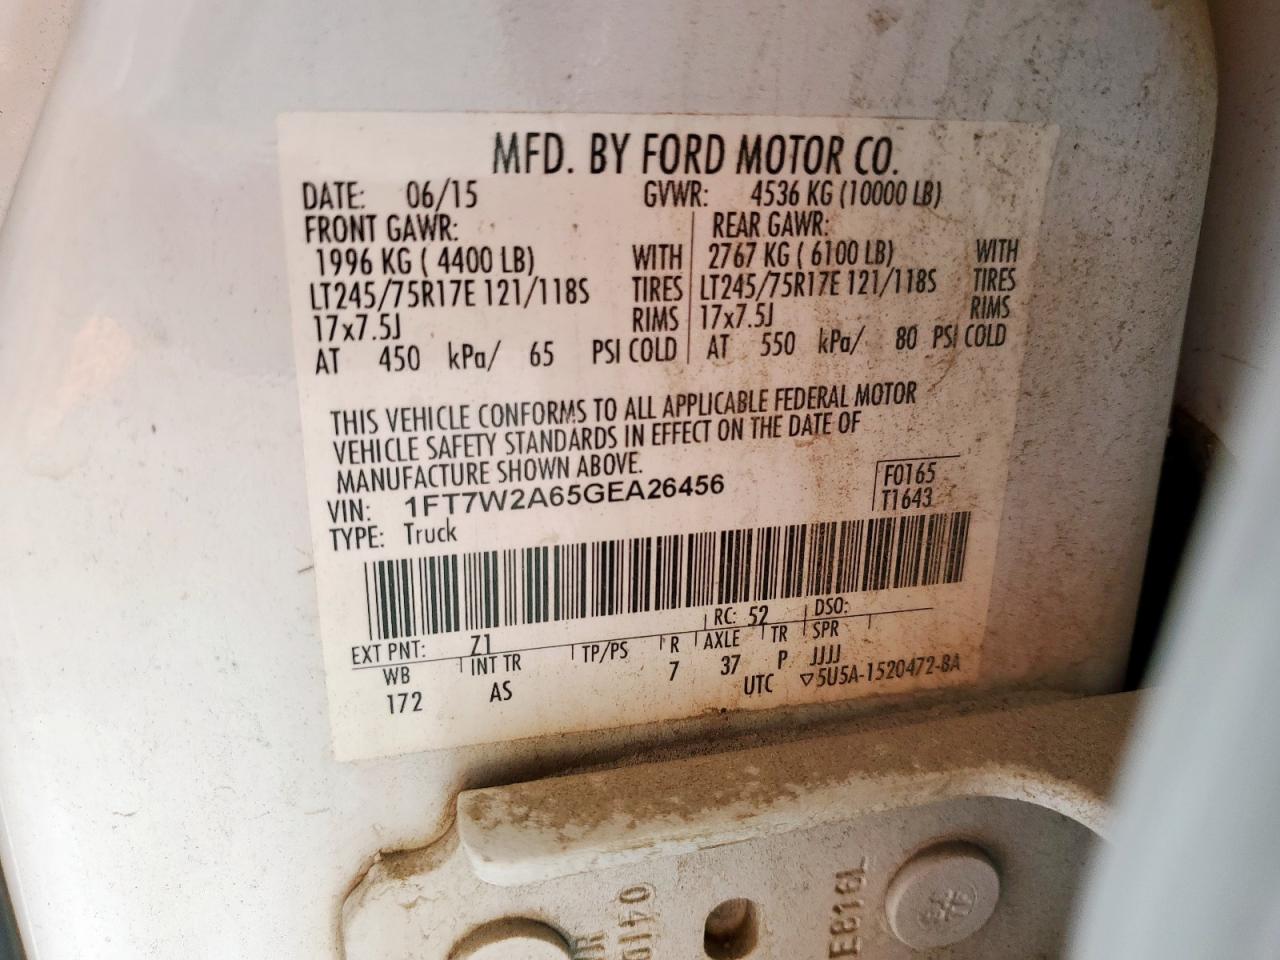 MFD. BY FORD MOTOR CO.
DATE: 06/15 GVWR: 4536 KG (10000 LB)
FRONT GAWR: REAR GAWR:
1996 KG ( 4400 LB) WITH 2767 KG ( 6100 LB) WITH
LT245/75R17E 121/118S TIRES LT245/75R17E 121/118S TIRES
17x7.5J RIMS 17x7.5J RIMS
AT 450 kPa/ 65 PSI COLD AT 550 kPa/ 80 PSI COLD
THIS VEHICLE CONFORMS TO ALL APPLICABLE FEDERAL MOTOR
VEHICLE SAFETY STANDARDS IN EFFECT ON THE DATE OF
MANUFACTURE SHOWN ABOVE.
VIN: 1FT7W2A65GEA26456
F0165
T1643
TYPE: Truck
EXT PNT: Z1 RC: 52 DSO:
WB INT TR TP/PS R AXLE TR SPR
172 AS 7 37 P JJJJ
UTC ▽5U5A-1520472-BA
0410
E816L